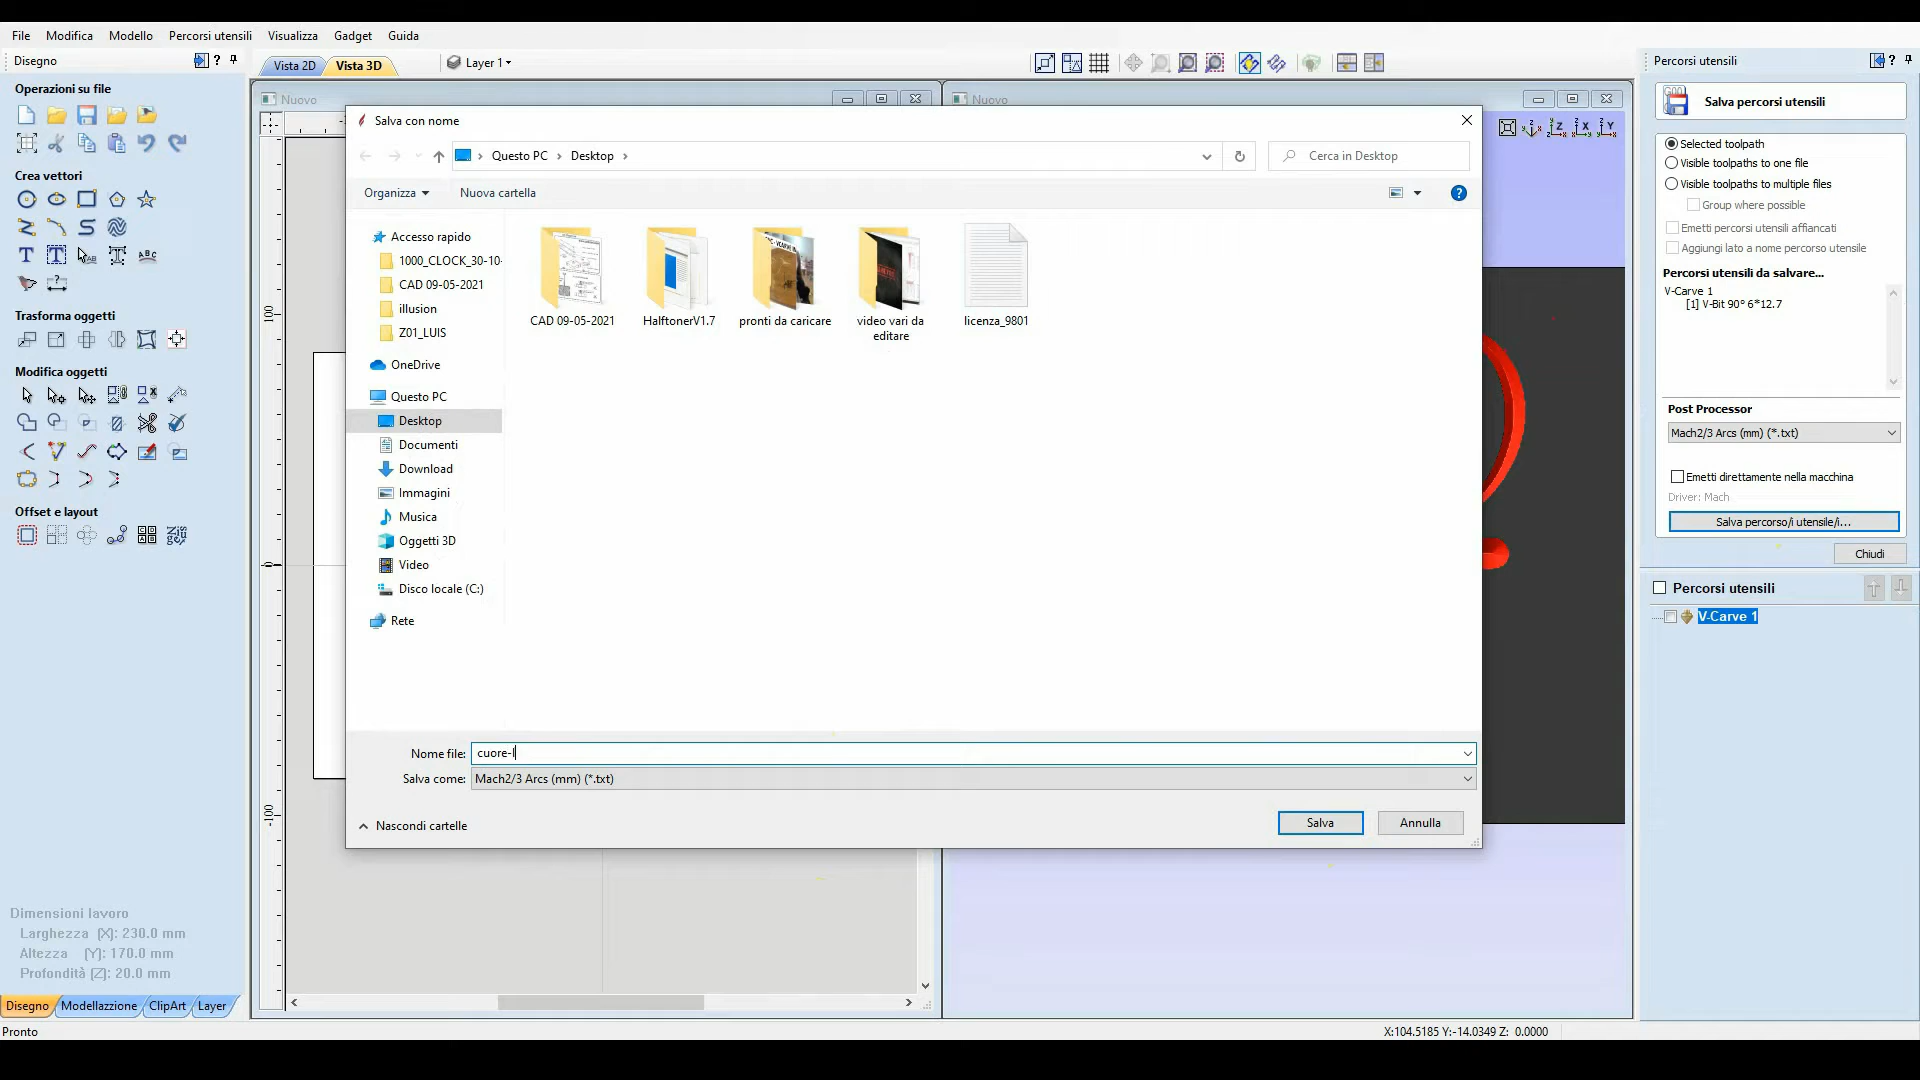 File Modifica Modello Percorsi utensili Visualizza Gadget Guida
Disegno
Vista 2D Vista 3D
Layer 1
Percorsi utensili
Operazioni su file
Crea vettori
Trasforma oggetti
Modifica oggetti
Offset e layout
Dimensioni lavoro
Larghezza (X): 230.0 mm
Altezza (Y): 170.0 mm
Profondità (Z): 20.0 mm
Disegno Modellazzione ClipArt Layer
Pronto
Nuovo
Nuovo
100
0
-100
Salva con nome
Questo PC Desktop
Cerca in Desktop
Organizza Nuova cartella
Accesso rapido
1000_CLOCK_30-10-
CAD 09-05-2021
illusion
Z01_LUIS
OneDrive
Questo PC
Desktop
Documenti
Download
Immagini
Musica
Oggetti 3D
Video
Disco locale (C:)
Rete
CAD 09-05-2021
HalftonerV1.7
pronti da caricare
video vari da
editare
licenza_9801
Nome file: cuore-l
Salva come: Mach2/3 Arcs (mm) (*.txt)
Nascondi cartelle
Salva Annulla
Salva percorsi utensili
Selected toolpath
Visible toolpaths to one file
Visible toolpaths to multiple files
Group where possible
Emetti percorsi utensili affiancati
Aggiungi lato a nome percorso utensile
Percorsi utensili da salvare...
V-Carve 1
[1] V-Bit 90° 6*12.7
Post Processor
Mach2/3 Arcs (mm) (*.txt)
Emetti direttamente nella macchina
Driver: Mach
Salva percorso/i utensile/i...
Chiudi
Percorsi utensili
V-Carve 1
X:104.5185 Y:-14.0349 Z: 0.0000